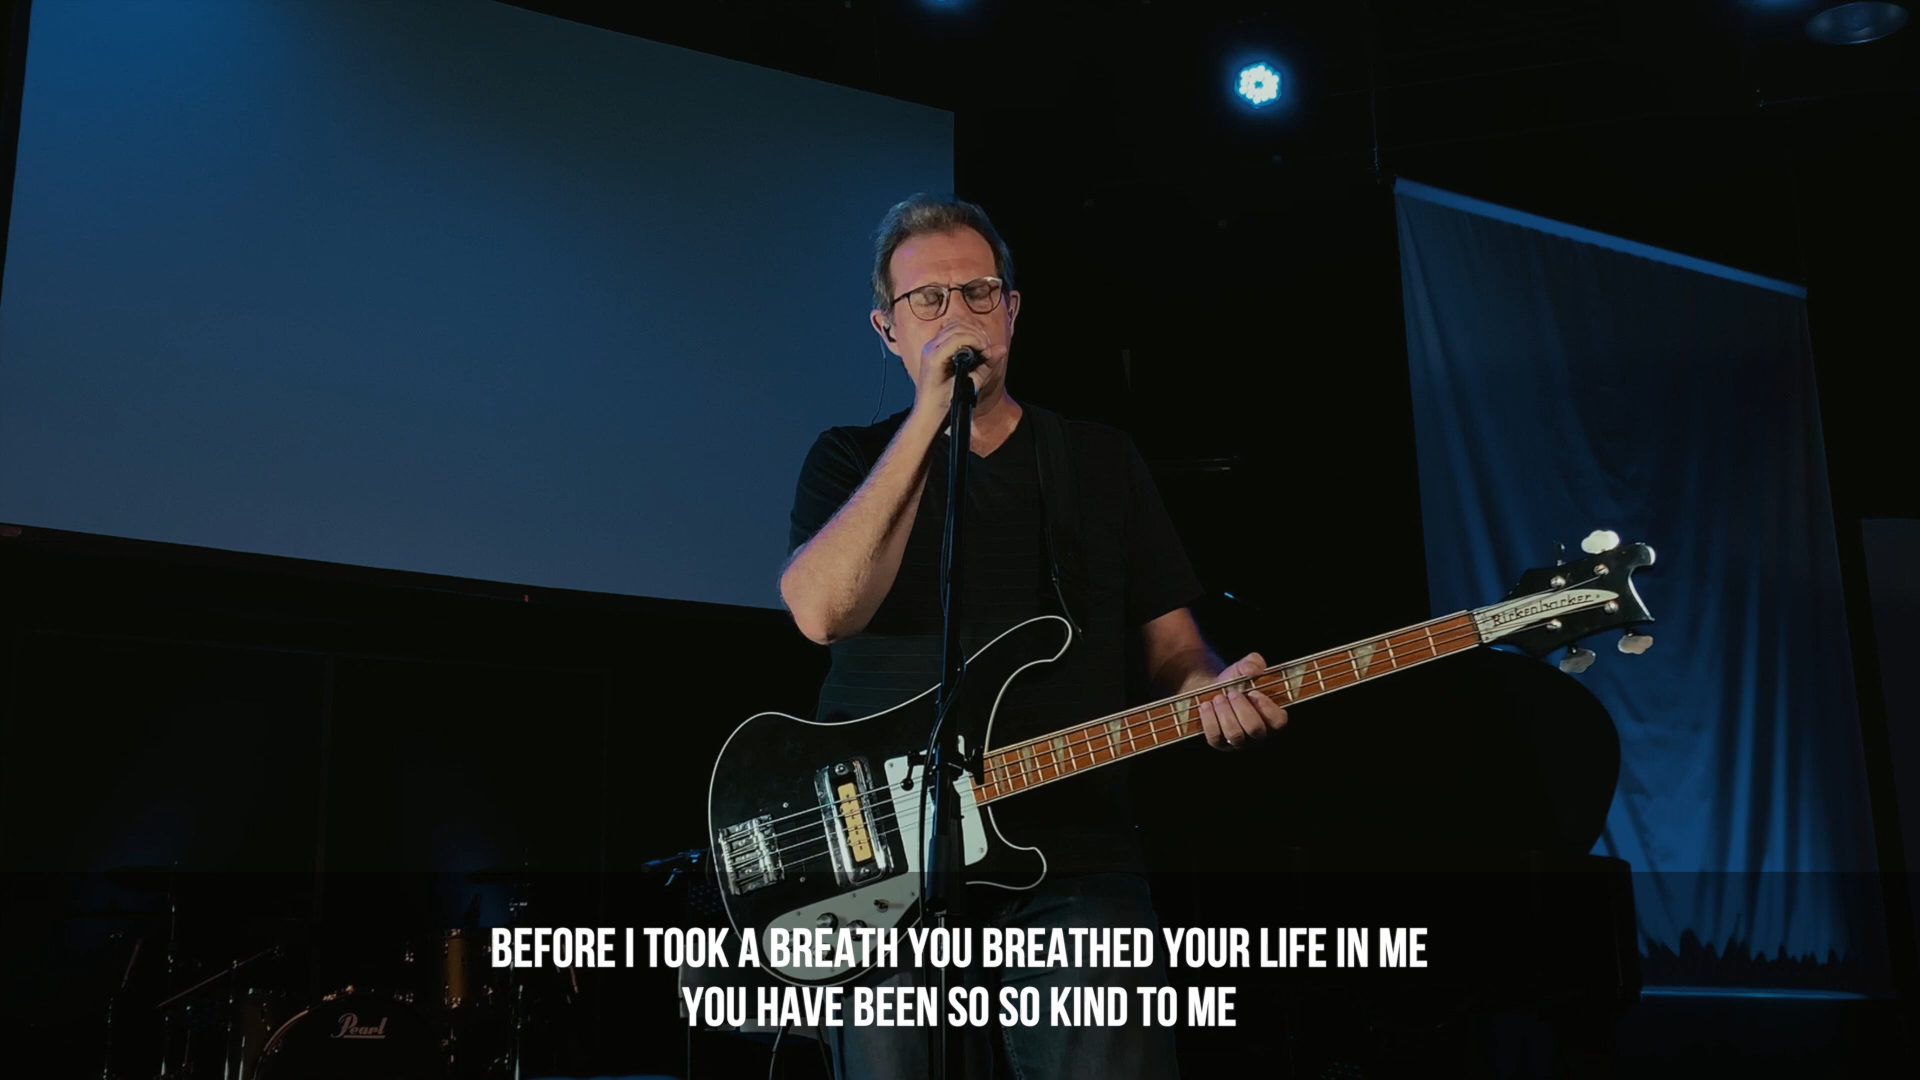 Rickenbacker
BEFORE I TOOK A BREATH YOU BREATHED YOUR LIFE IN ME
YOU HAVE BEEN SO SO KIND TO ME
Pearl